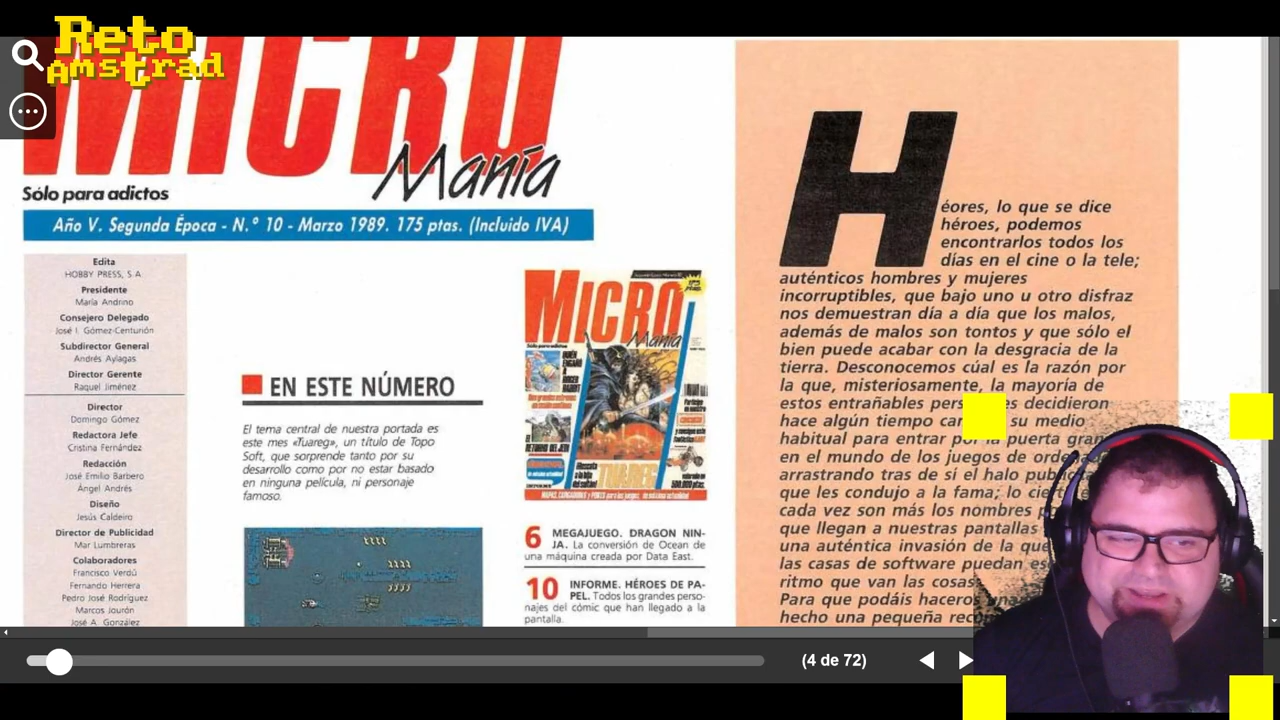 Reto
Amstrad
MICRO
Manía
Sólo para adictos
Año V. Segunda Época - N.º 10 - Marzo 1989. 175 ptas. (Incluido IVA)
Edita
HOBBY PRESS, S.A
Presidente
María Andrino
Consejero Delegado
José I. Gómez-Centurión
Subdirector General
Andrés Aylagas
Director Gerente
Raquel Jiménez
Director
Domingo Gómez
Redactora Jefe
Cristina Fernández
Redacción
José Emilio Barbero
Ángel Andrés
Diseño
Jesús Caldeiro
Director de Publicidad
Mar Lumbreras
Colaboradores
Francisco Verdú
Fernando Herrera
Pedro José Rodríguez
Marcos Jourón
José A. González
EN ESTE NÚMERO
El tema central de nuestra portada es
este mes «Tuareg», un título de Topo
Soft, que sorprende tanto por su
desarrollo como por no estar basado
en ninguna película, ni personaje
famoso.
MICRO
Manía
TUAREG
6 MEGAJUEGO. DRAGON NIN-
JA. La conversión de Ocean de
una máquina creada por Data East.
10 INFORME. HÉROES DE PA-
PEL. Todos los grandes perso-
najes del cómic que han llegado a la
pantalla.
Héores, lo que se dice
héroes, podemos
encontrarlos todos los
días en el cine o la tele;
auténticos hombres y mujeres
incorruptibles, que bajo uno u otro disfraz
nos demuestran día a día que los malos,
además de malos son tontos y que sólo el
bien puede acabar con la desgracia de la
tierra. Desconocemos cúal es la razón por
la que, misteriosamente, la mayoría de
estos entrañables decidieron
hace algún tiempo su medio
habitual para entrar por la puerta
en el mundo de los juegos de
arrastrando tras de si el halo
que les condujo a la fama; lo
cada vez son más los nombres
que llegan a nuestras pantallas
una auténtica invasión de la que
las casas de software puedan
ritmo que van las cosas
Para que podáis haceros
hecho una pequeña
(4 de 72)